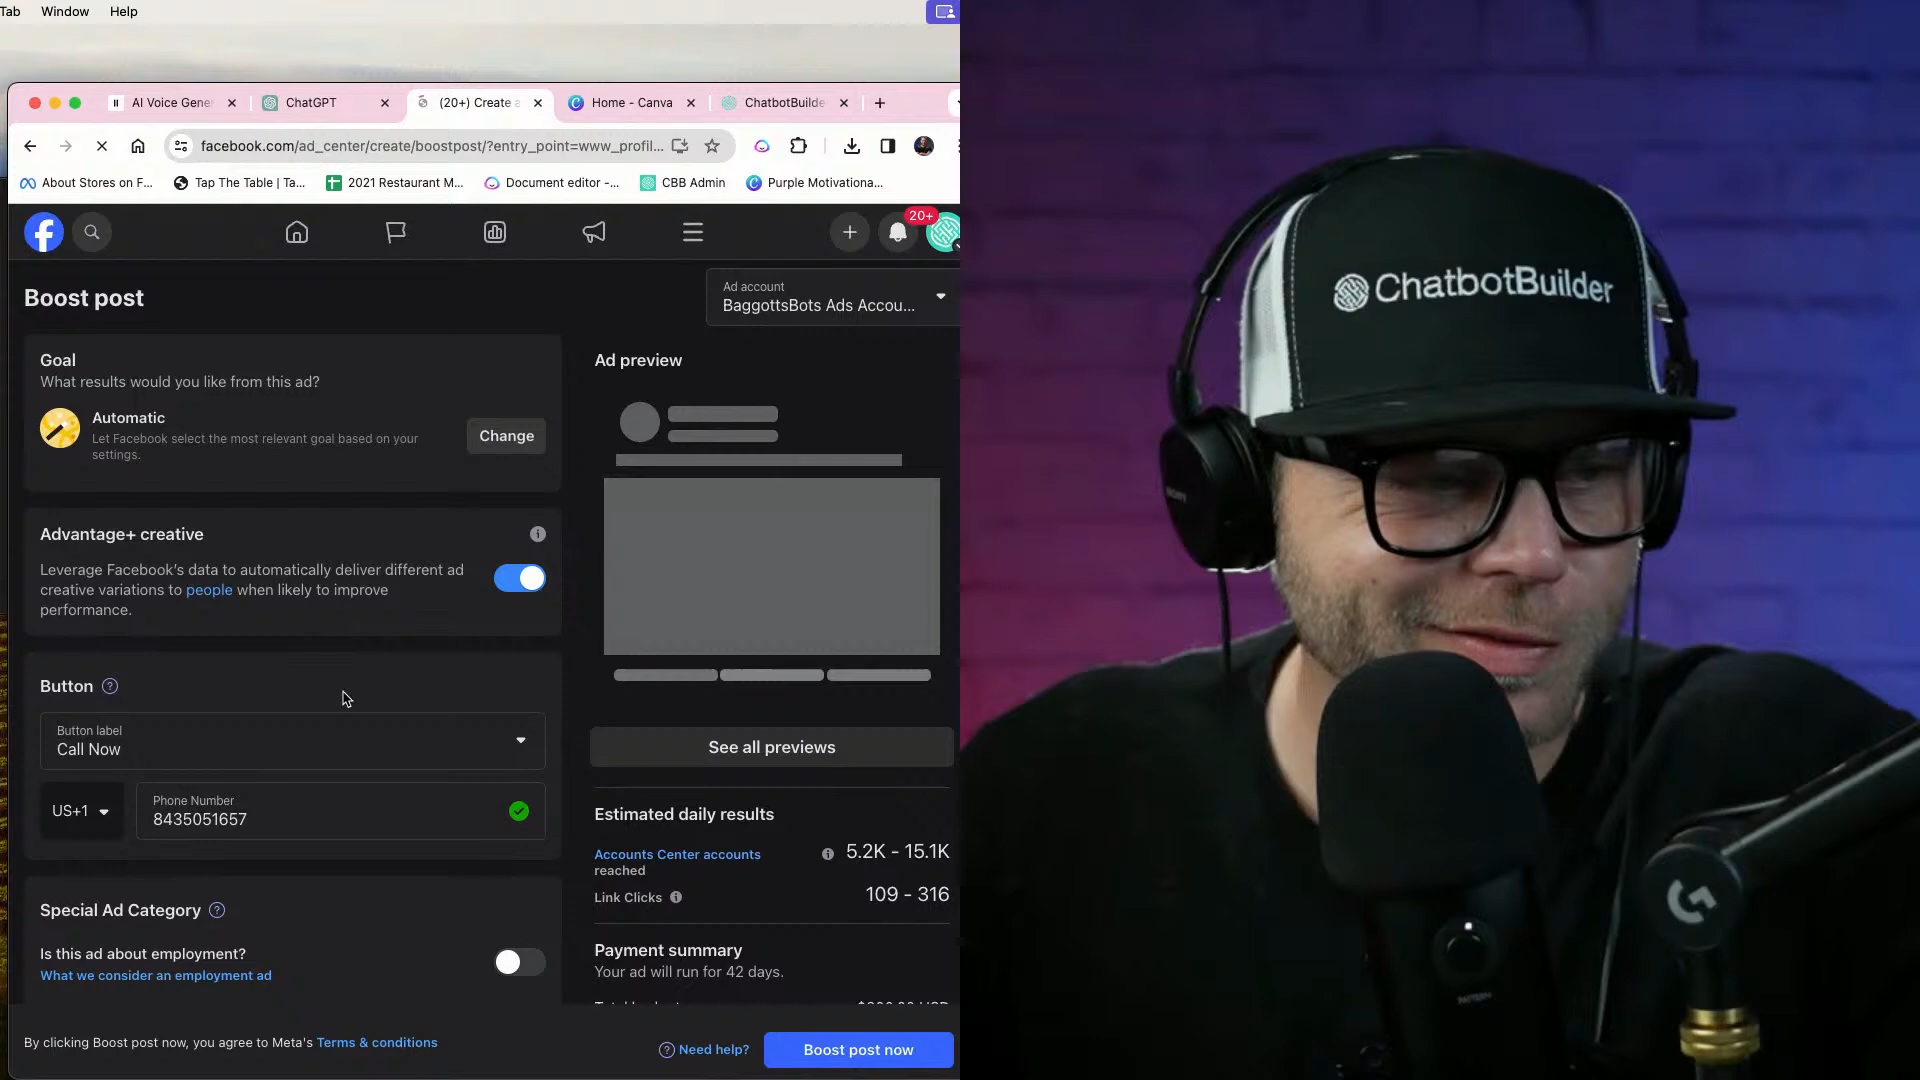 Tab Window Help
AI Voice Gene
ChatGPT
(20+) Create a
Home - Canva
ChatbotBuilde
facebook.com/ad_center/create/boostpost/?entry_point=www_profil...
About Stores on F...
Tap The Table | Ta...
2021 Restaurant M...
Document editor -...
CBB Admin
Purple Motivationa...
20+
Boost post
Ad account
BaggottsBots Ads Accou...
Goal
What results would you like from this ad?
Automatic
Let Facebook select the most relevant goal based on your
settings.
Change
Advantage+ creative
Leverage Facebook's data to automatically deliver different ad
creative variations to people when likely to improve
performance.
Button
Button label
Call Now
US+1
Phone Number
8435051657
Special Ad Category
Is this ad about employment?
What we consider an employment ad
Ad preview
See all previews
Estimated daily results
Accounts Center accounts
reached
5.2K - 15.1K
Link Clicks
109 - 316
Payment summary
Your ad will run for 42 days.
By clicking Boost post now, you agree to Meta's Terms & conditions
Need help?
Boost post now
ChatbotBuilder
SONY
PATTERN